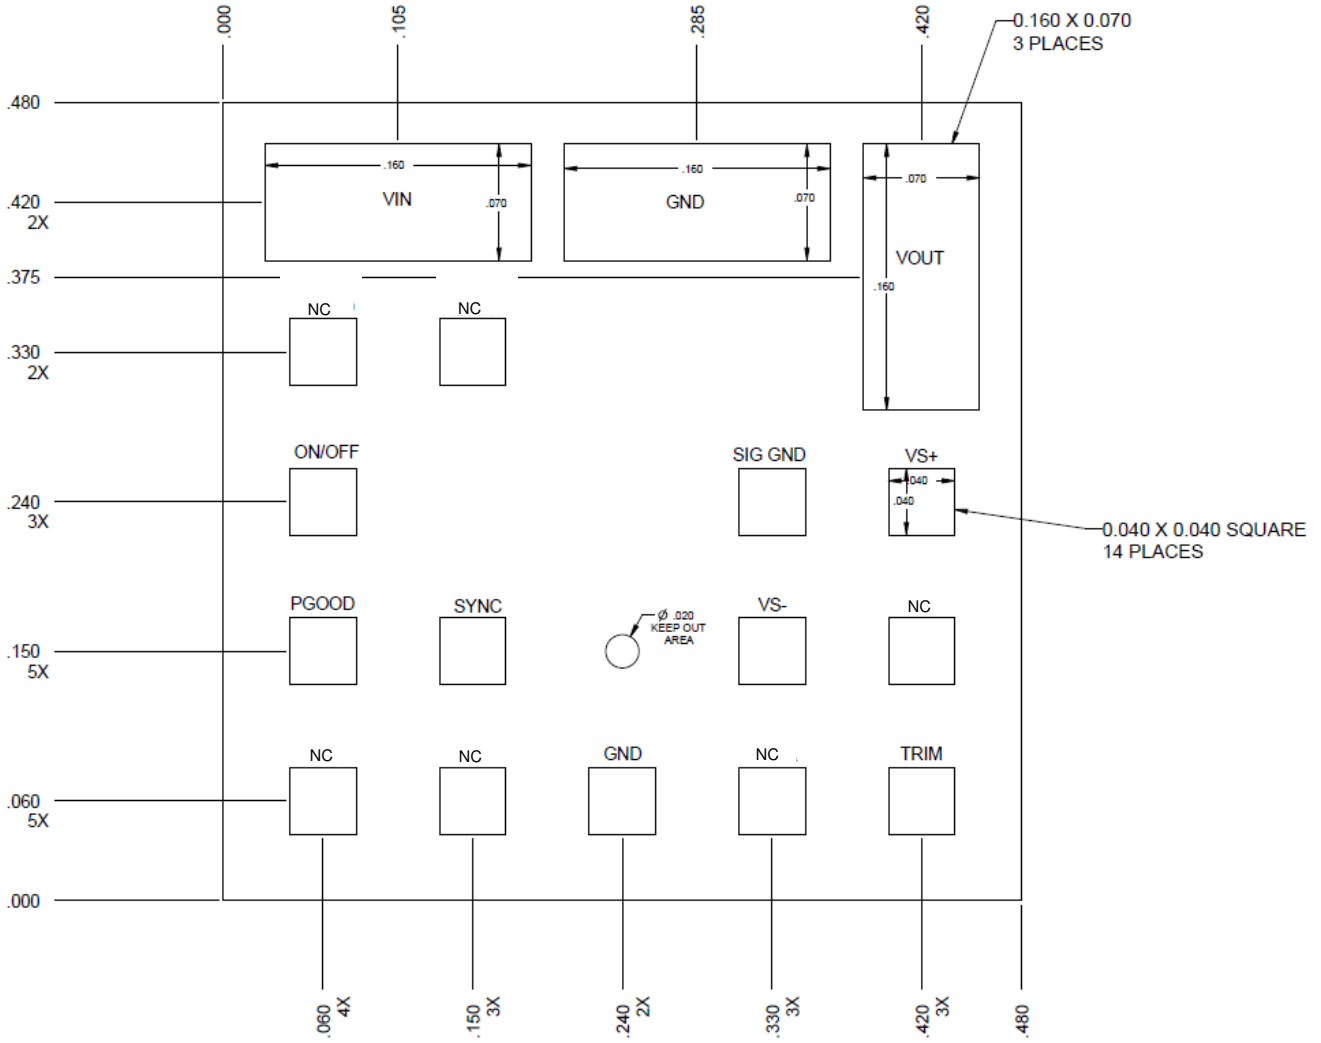 .000
.105
.285
.420
0.160 X 0.070
3 PLACES
.480
.160
.160
.070
.420
2X
VIN
.070
GND
.070
VOUT
.375
.160
NC
NC
.330
2X
ON/OFF
SIG GND
VS+
.040
.040
.240
3X
0.040 X 0.040 SQUARE
14 PLACES
PGOOD
SYNC
Ø .020
KEEP OUT
AREA
VS-
NC
.150
5X
NC
NC
GND
NC
TRIM
.060
5X
.000
.060 4X
.150 3X
.240 2X
.330 3X
.420 3X
.480